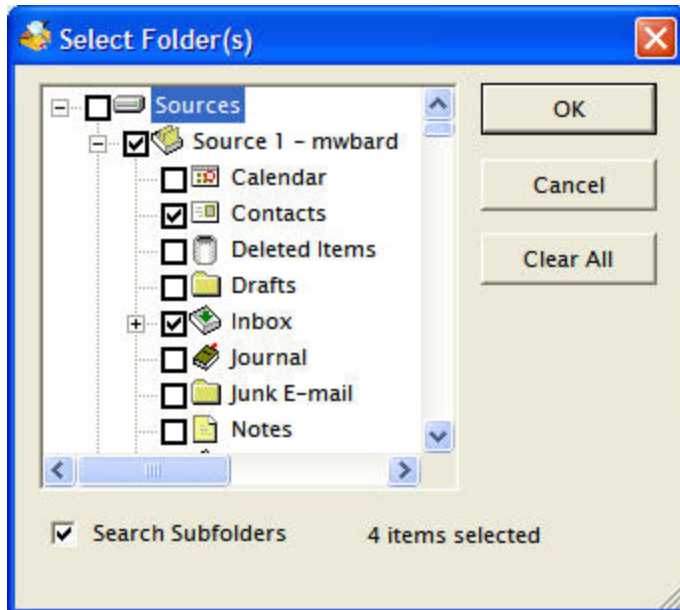 Select Folder(s)
Sources
Source 1 - mwbard
Calendar
Contacts
Deleted Items
Drafts
Inbox
Journal
Junk E-mail
Notes
OK
Cancel
Clear All
Search Subfolders
4 items selected